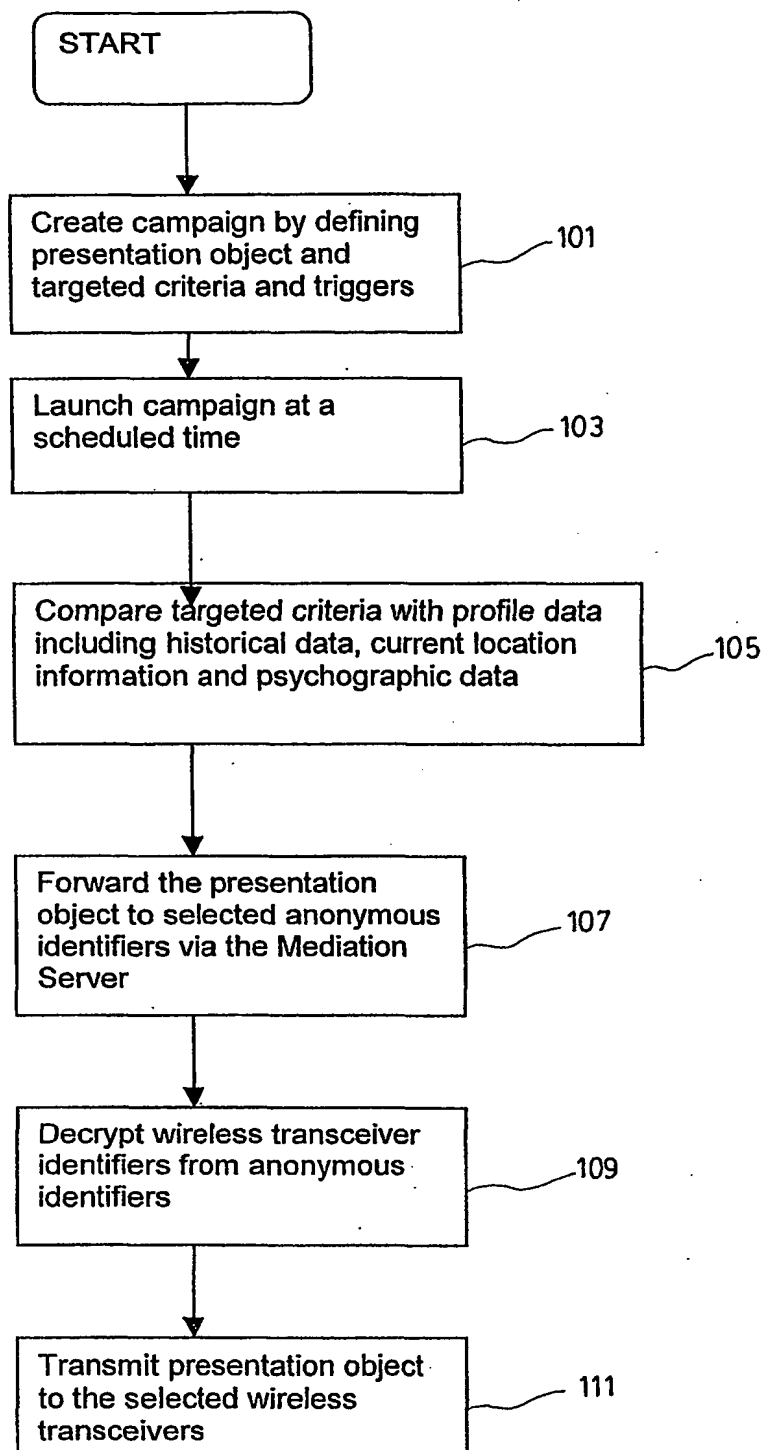 START
Create campaign by defining
presentation object and
targeted criteria and triggers
101
Launch campaign at a
scheduled time
103
Compare targeted criteria with profile data
including historical data, current location
information and psychographic data
105
Forward the presentation
object to selected anonymous
identifiers via the Mediation
Server
107
Decrypt wireless transceiver
identifiers from anonymous
identifiers
109
Transmit presentation object
to the selected wireless
transceivers
111